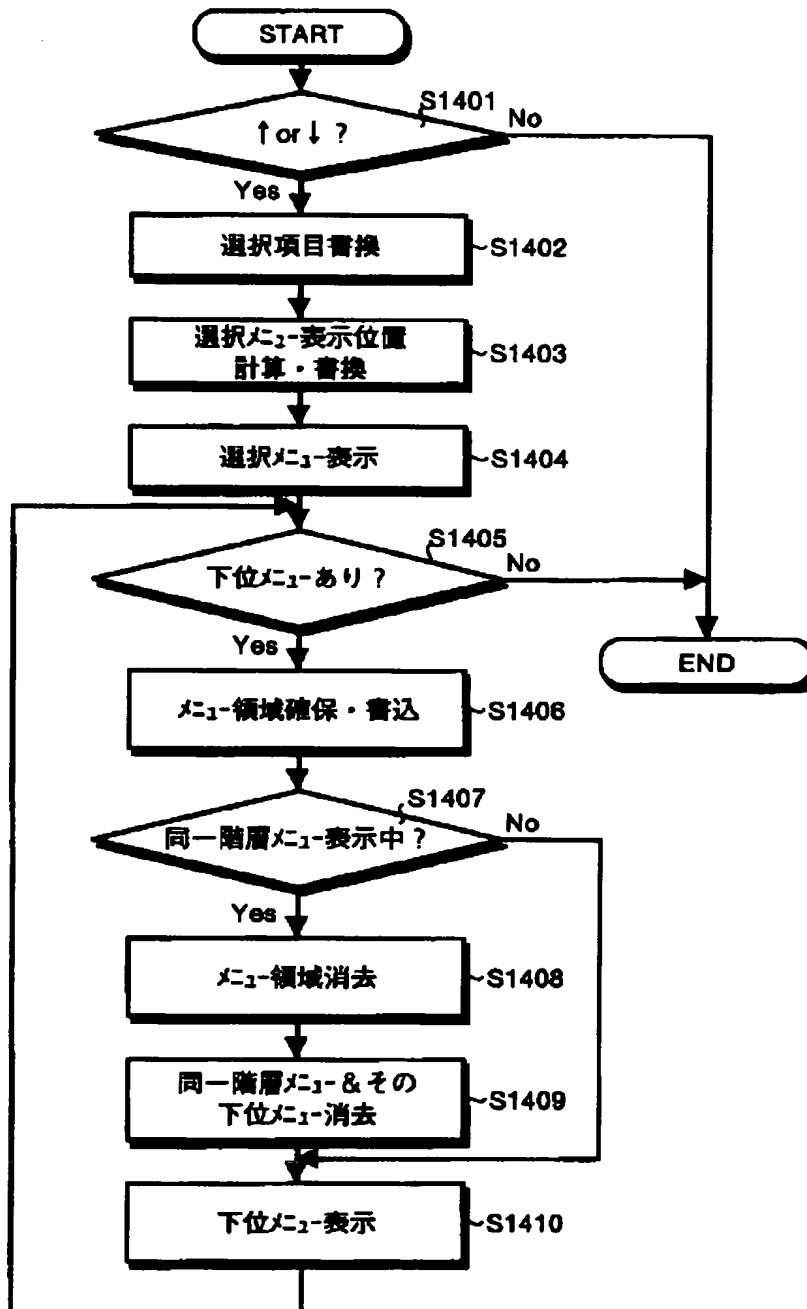 START
S1401
↑or↓?
No
Yes
選択項目書換
S1402
選択メニュー表示位置
計算・書換
S1403
選択メニュー表示
S1404
S1405
下位メニューあり?
No
Yes
END
メニュー領域確保・書込
S1406
S1407
同一階層メニュー表示中?
No
Yes
メニュー領域消去
S1408
同一階層メニュー&その
下位メニュー消去
S1409
下位メニュー表示
S1410